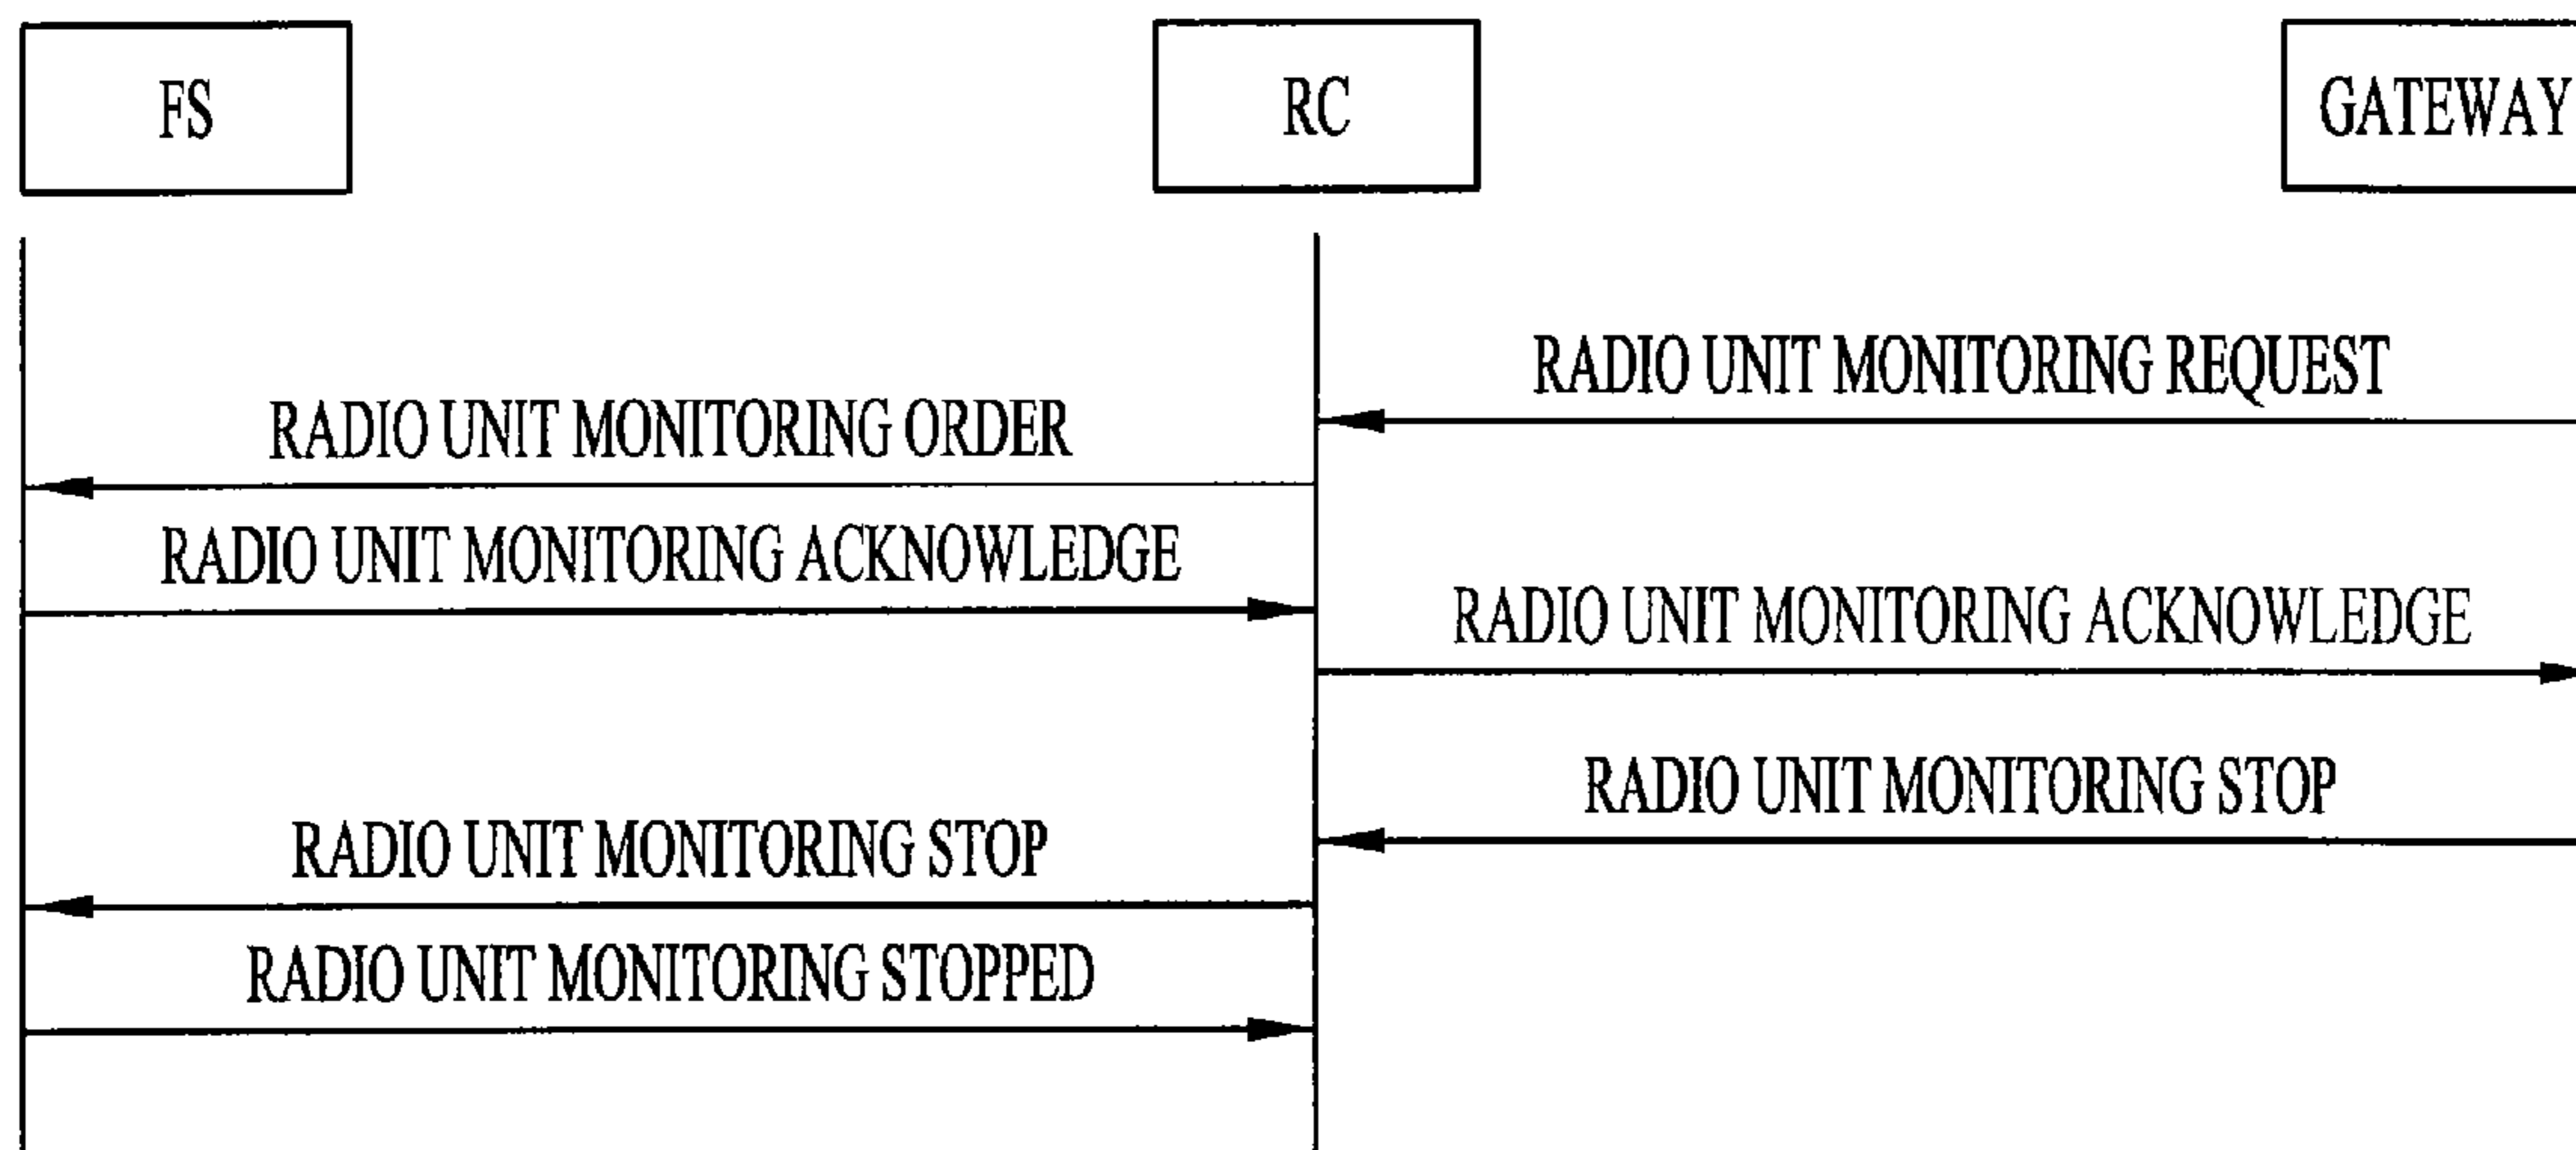 FS
RC
GATEWAY
RADIO UNIT MONITORING REQUEST
RADIO UNIT MONITORING ORDER
RADIO UNIT MONITORING ACKNOWLEDGE
RADIO UNIT MONITORING ACKNOWLEDGE
RADIO UNIT MONITORING STOP
RADIO UNIT MONITORING STOP
RADIO UNIT MONITORING STOPPED